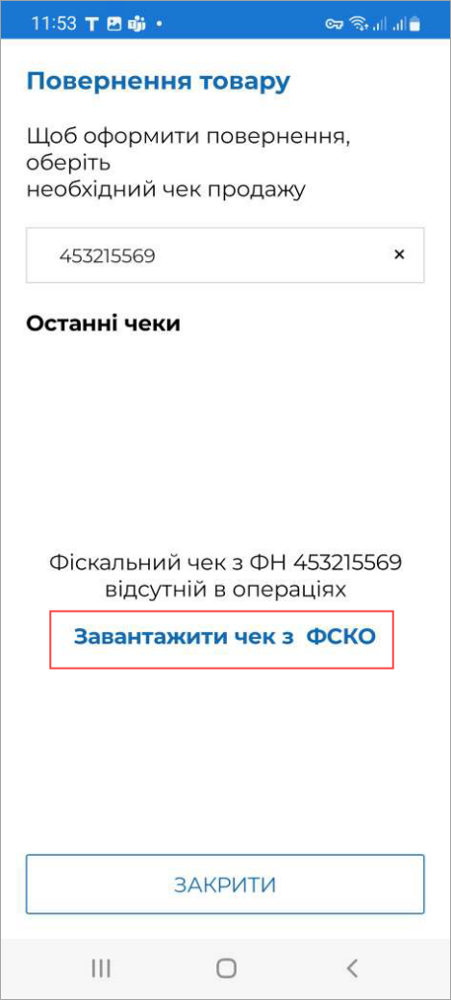 11:53
Повернення товару
Щоб оформити повернення,
оберіть
необхідний чек продажу
453215569 ×
Останні чеки
Фіскальний чек з ФН 453215569
відсутній в операціях
Завантажити чек з ФСКО
ЗАКРИТИ